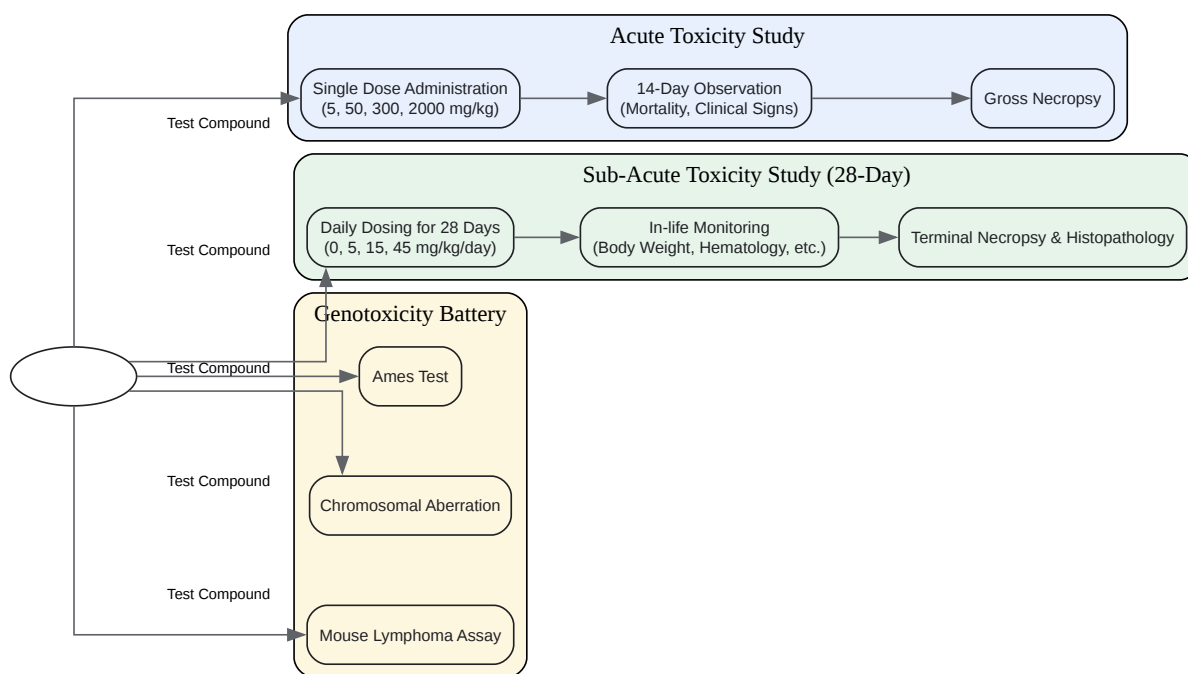 Acute Toxicity Study
Single Dose Administration
(5, 50, 300, 2000 mg/kg)
14-Day Observation
(Mortality, Clinical Signs)
Gross Necropsy
Test Compound
Sub-Acute Toxicity Study (28-Day)
Daily Dosing for 28 Days
(0, 5, 15, 45 mg/kg/day)
In-life Monitoring
(Body Weight, Hematology, etc.)
Terminal Necropsy & Histopathology
Test Compound
Genotoxicity Battery
Test Compound
Ames Test
Test Compound
Chromosomal Aberration
Test Compound
Mouse Lymphoma Assay